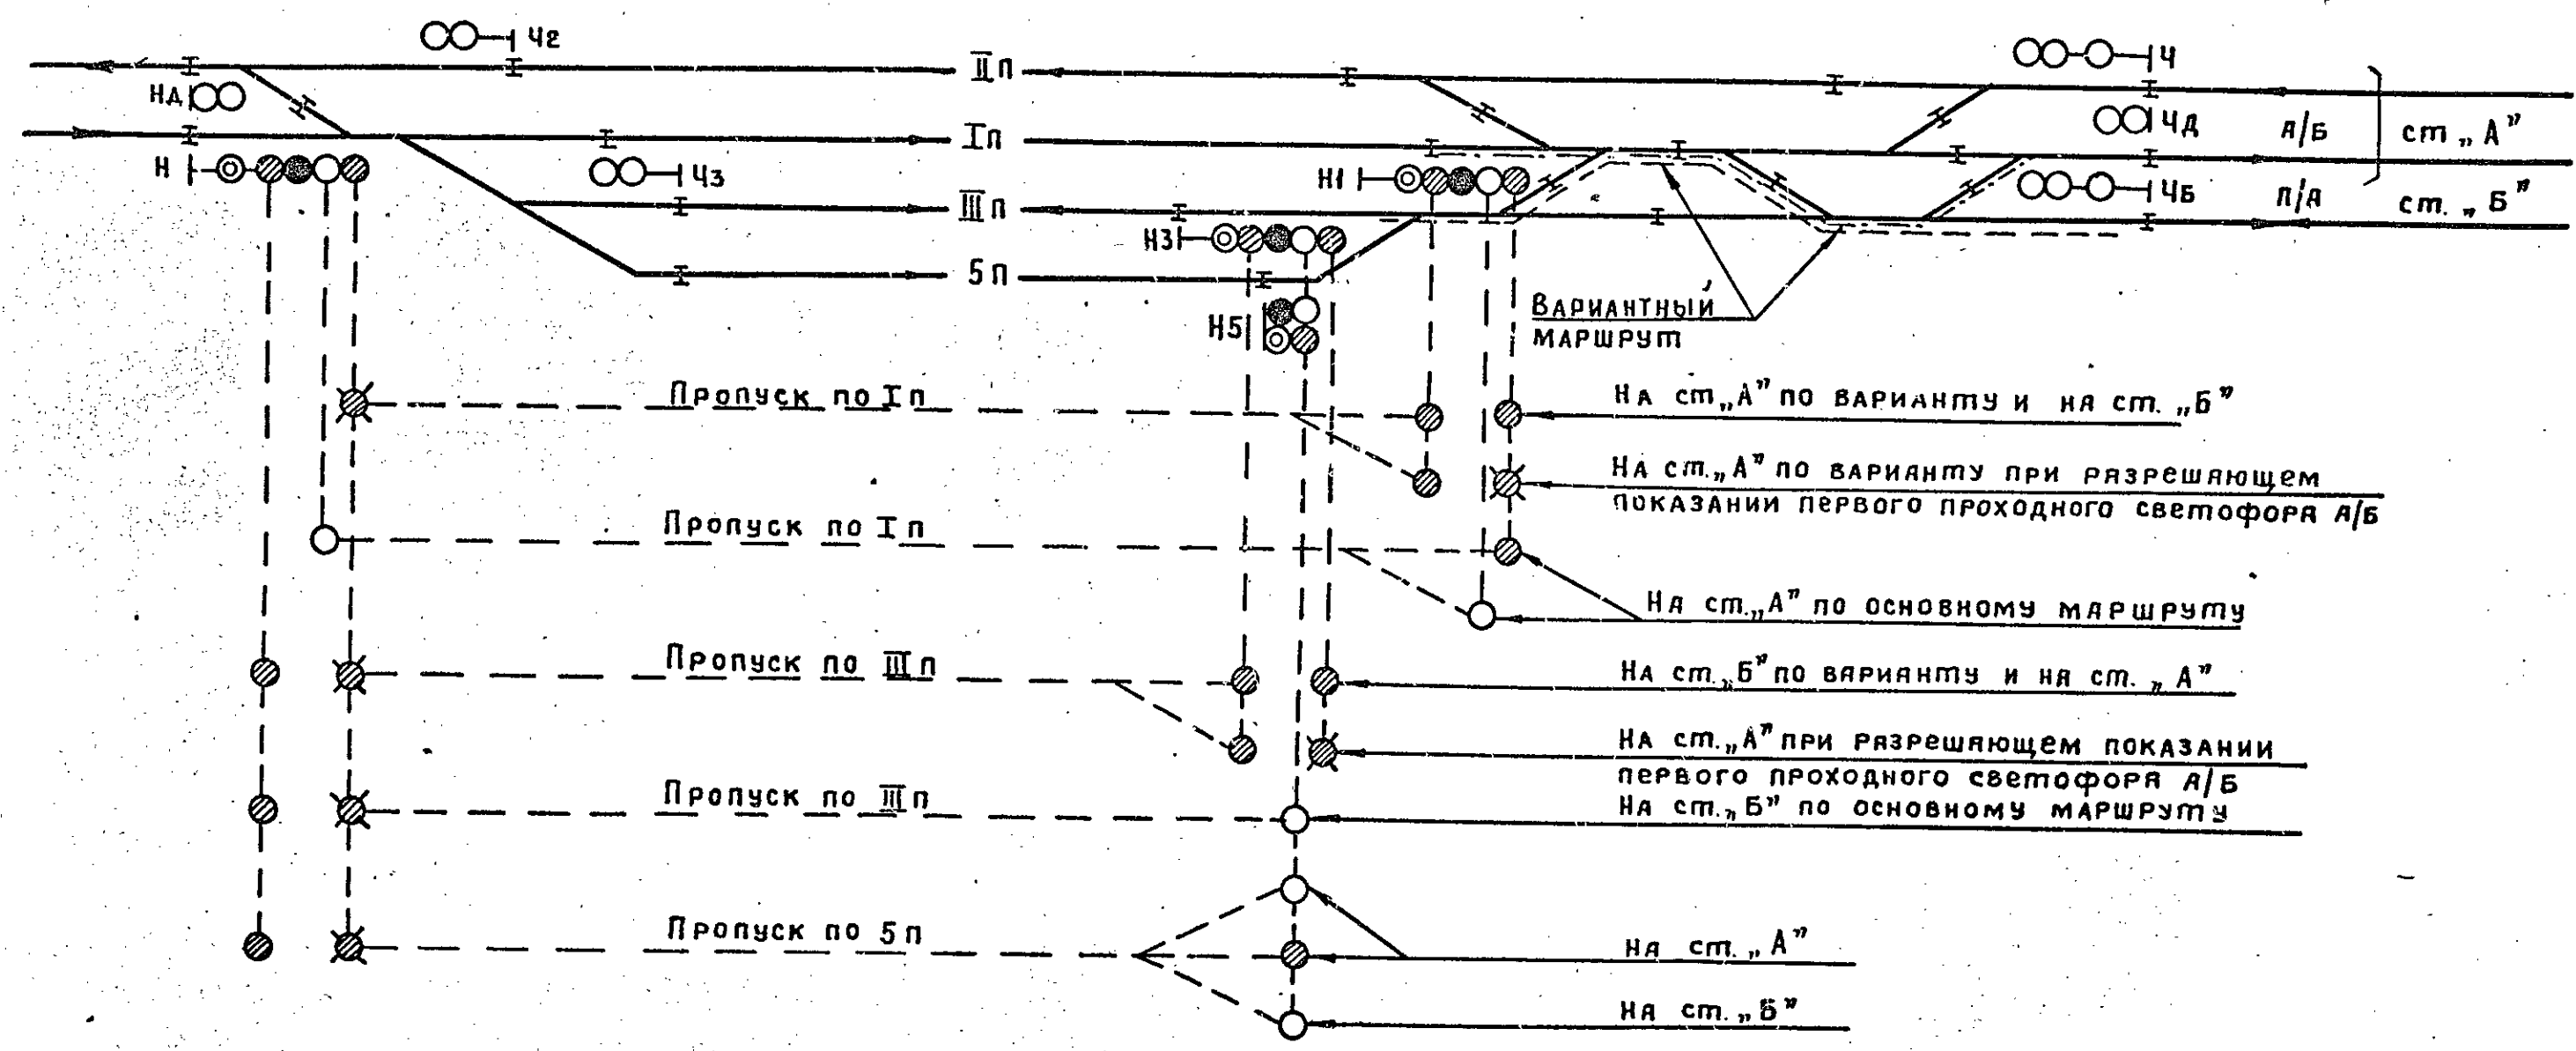 Ч2
IIп
Ч
НД
ЧД
А/Б
ст. „А”
Iп
Н
Ч3
Н1
ЧБ
П/А
ст. „Б”
IIIп
Н3
5п
Н5
Вариантный
маршрут
Пропуск по Iп
На ст. „А” по варианту и на ст. „Б”
На ст. „А” по варианту при разрешающем
показании первого проходного светофора А/Б
Пропуск по Iп
На ст. „А” по основному маршруту
Пропуск по IIIп
На ст. „Б” по варианту и на ст. „А”
На ст. „А” при разрешающем показании
первого проходного светофора А/Б
Пропуск по IIIп
На ст. „Б” по основному маршруту
Пропуск по 5п
На ст. „А”
На ст. „Б”